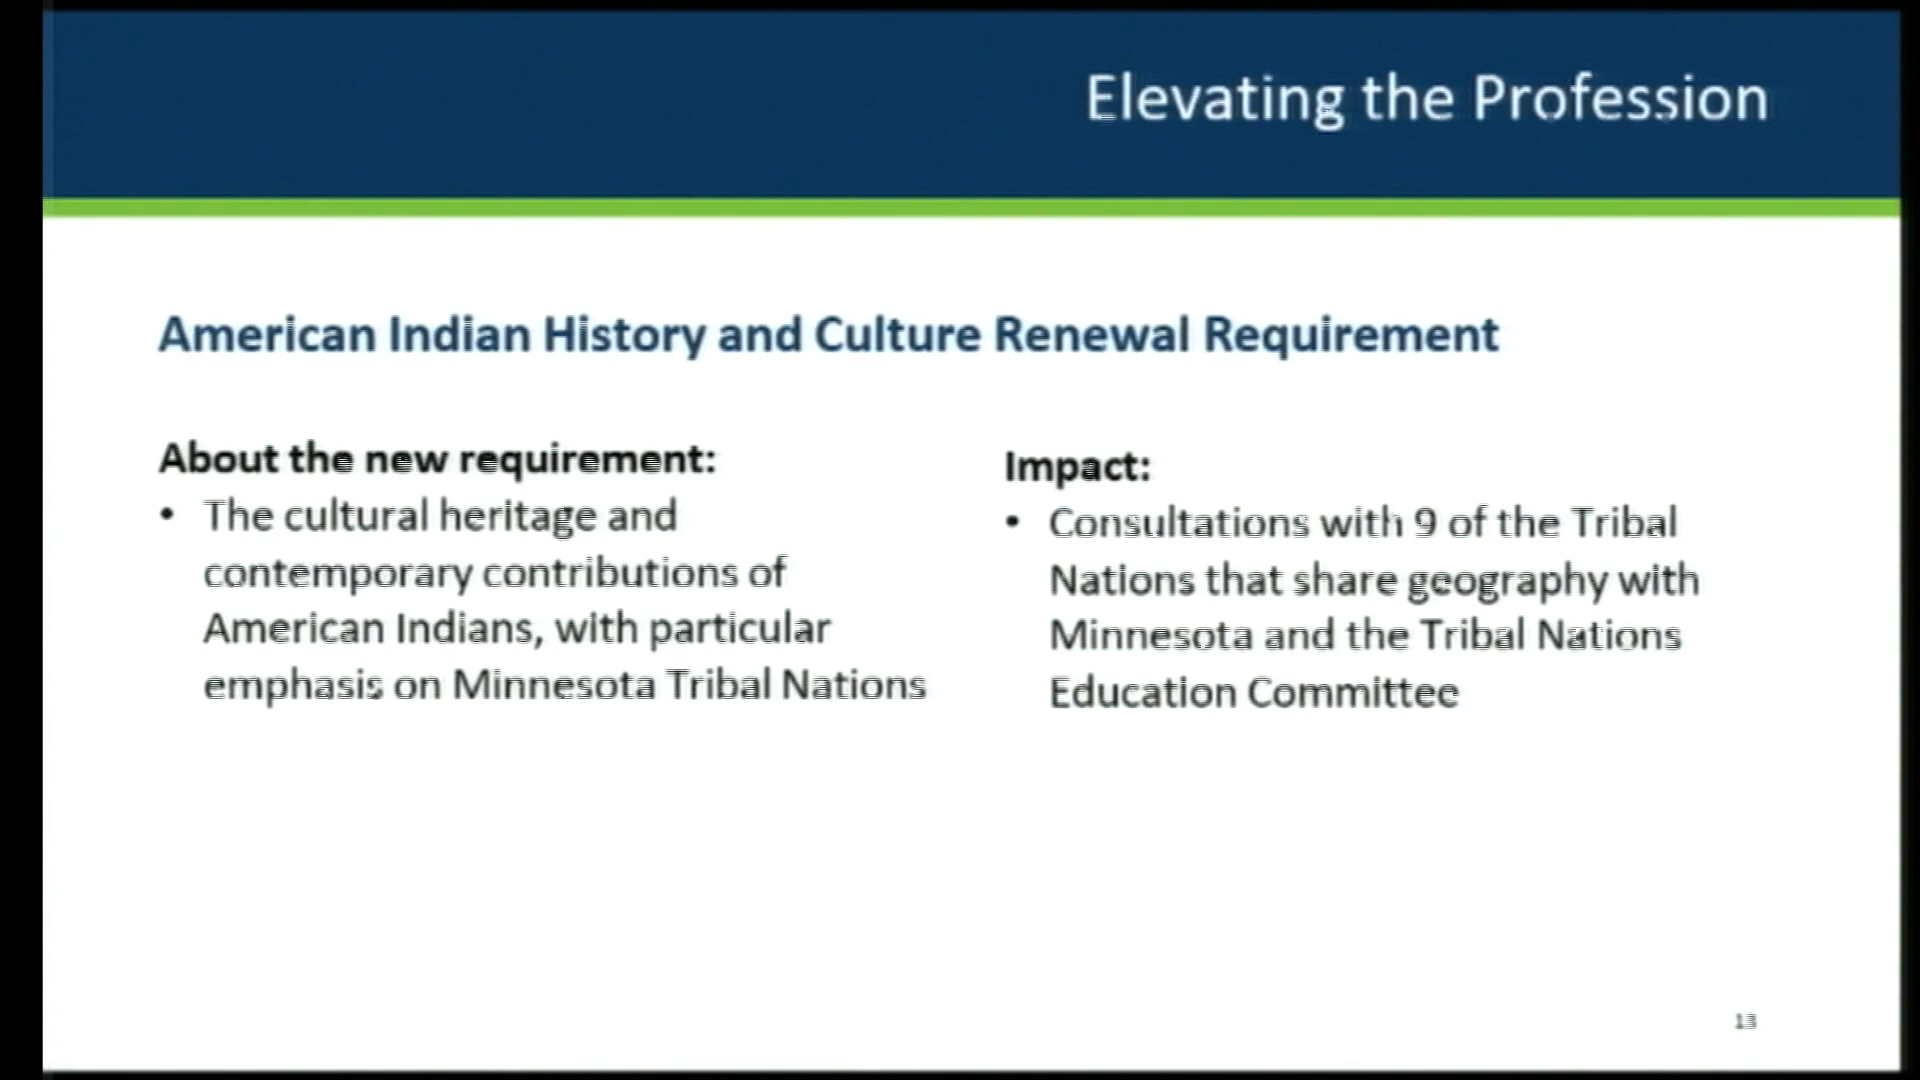 Elevating the Profession
American Indian History and Culture Renewal Requirement
About the new requirement:
• The cultural heritage and
contemporary contributions of
American Indians, with particular
emphasis on Minnesota Tribal Nations
Impact:
• Consultations with 9 of the Tribal
Nations that share geography with
Minnesota and the Tribal Nations
Education Committee
13